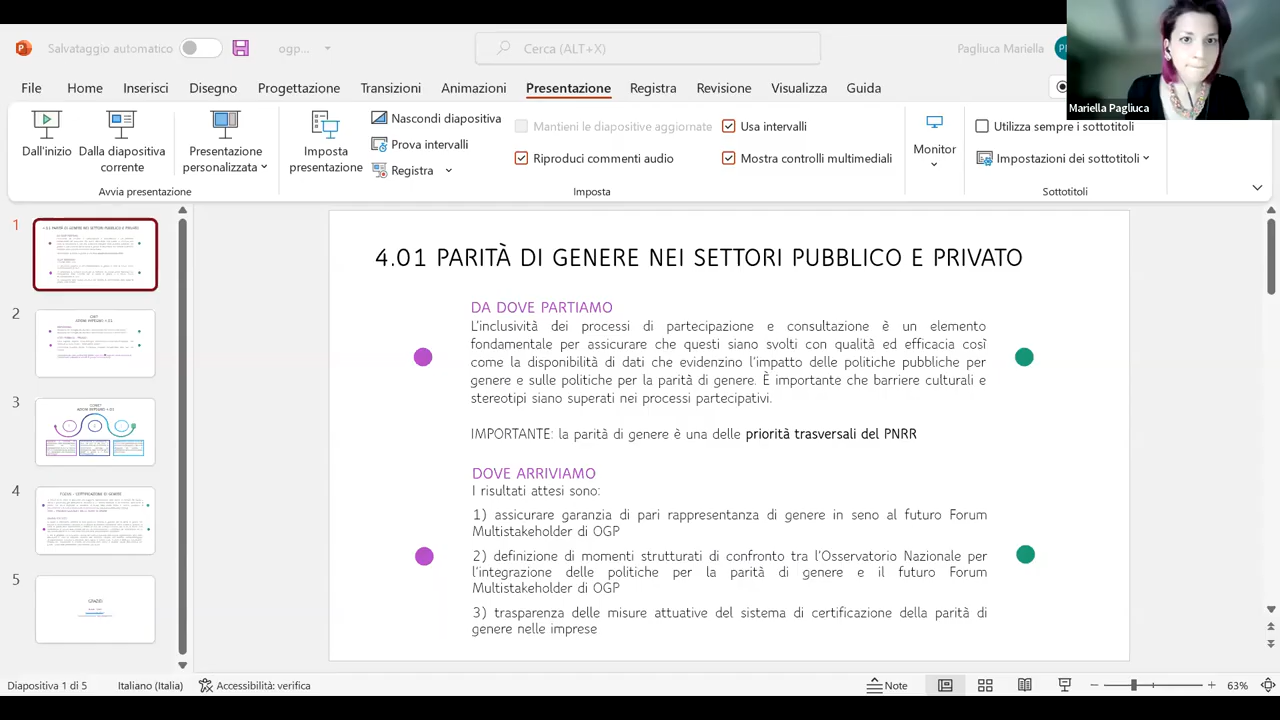 Salvataggio automatico
ogp...
Cerca (ALT+X)
Pagliuca Mariella
Mariella Pagliuca
File Home Inserisci Disegno Progettazione Transizioni Animazioni Presentazione Registra Revisione Visualizza Guida
Dall'inizio
Dalla diapositiva corrente
Presentazione personalizzata
Avvia presentazione
Imposta presentazione
Nascondi diapositiva
Prova intervalli
Registra
Mantieni le diapositive aggiornate
Riproduci commenti audio
Usa intervalli
Mostra controlli multimediali
Imposta
Monitor
Utilizza sempre i sottotitoli
Impostazioni dei sottotitoli
Sottotitoli
1
2
3
4
5
4.01 PARITÀ DI GENERE NEI SETTORI PUBBLICO E PRIVATO
DA DOVE PARTIAMO
L'inclusività dei processi di partecipazione e consultazione è un elemento
fondamentale per assicurare che questi siano svolti con qualità ed efficacia così
come la disponibilità di dati che evidenzino l'impatto delle politiche pubbliche per
genere e sulle politiche per la parità di genere. È importante che barriere culturali e
stereotipi siano superati nei processi partecipativi.
IMPORTANTE: la parità di genere è una delle priorità trasversali del PNRR
DOVE ARRIVIAMO
I risultati attesi sono:
1) assicurare garanzia di pari rappresentanza di genere in seno al futuro Forum
Multistakeholder di OGP
2) definizione di momenti strutturati di confronto tra l'Osservatorio Nazionale per
l'integrazione delle politiche per la parità di genere e il futuro Forum
Multistakeholder di OGP
3) trasparenza delle misure attuative del sistema di certificazione della parità di
genere nelle imprese
Diapositiva 1 di 5
Italiano (Italia)
Accessibilità: verifica
Note
63%